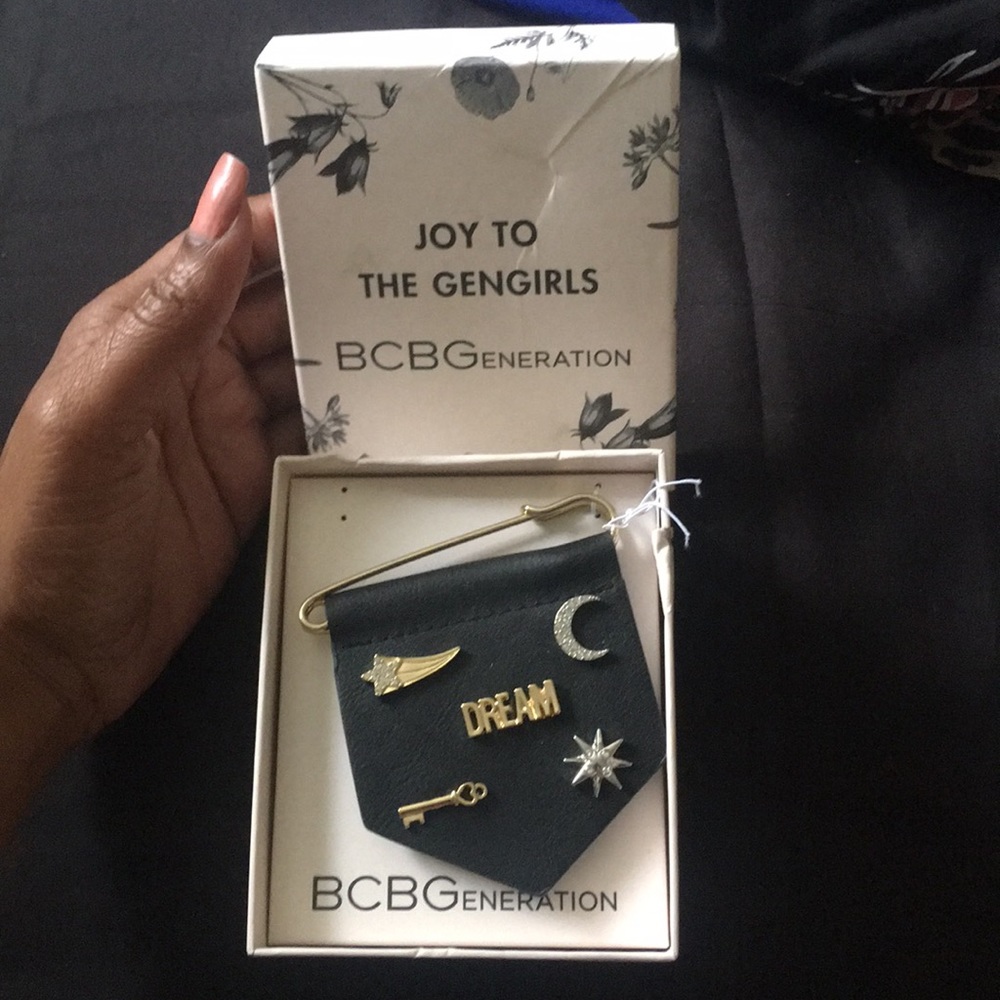 JOY TO
THE GENGIRLS
BCBGENERATION
DREAM
BCBGENERATION